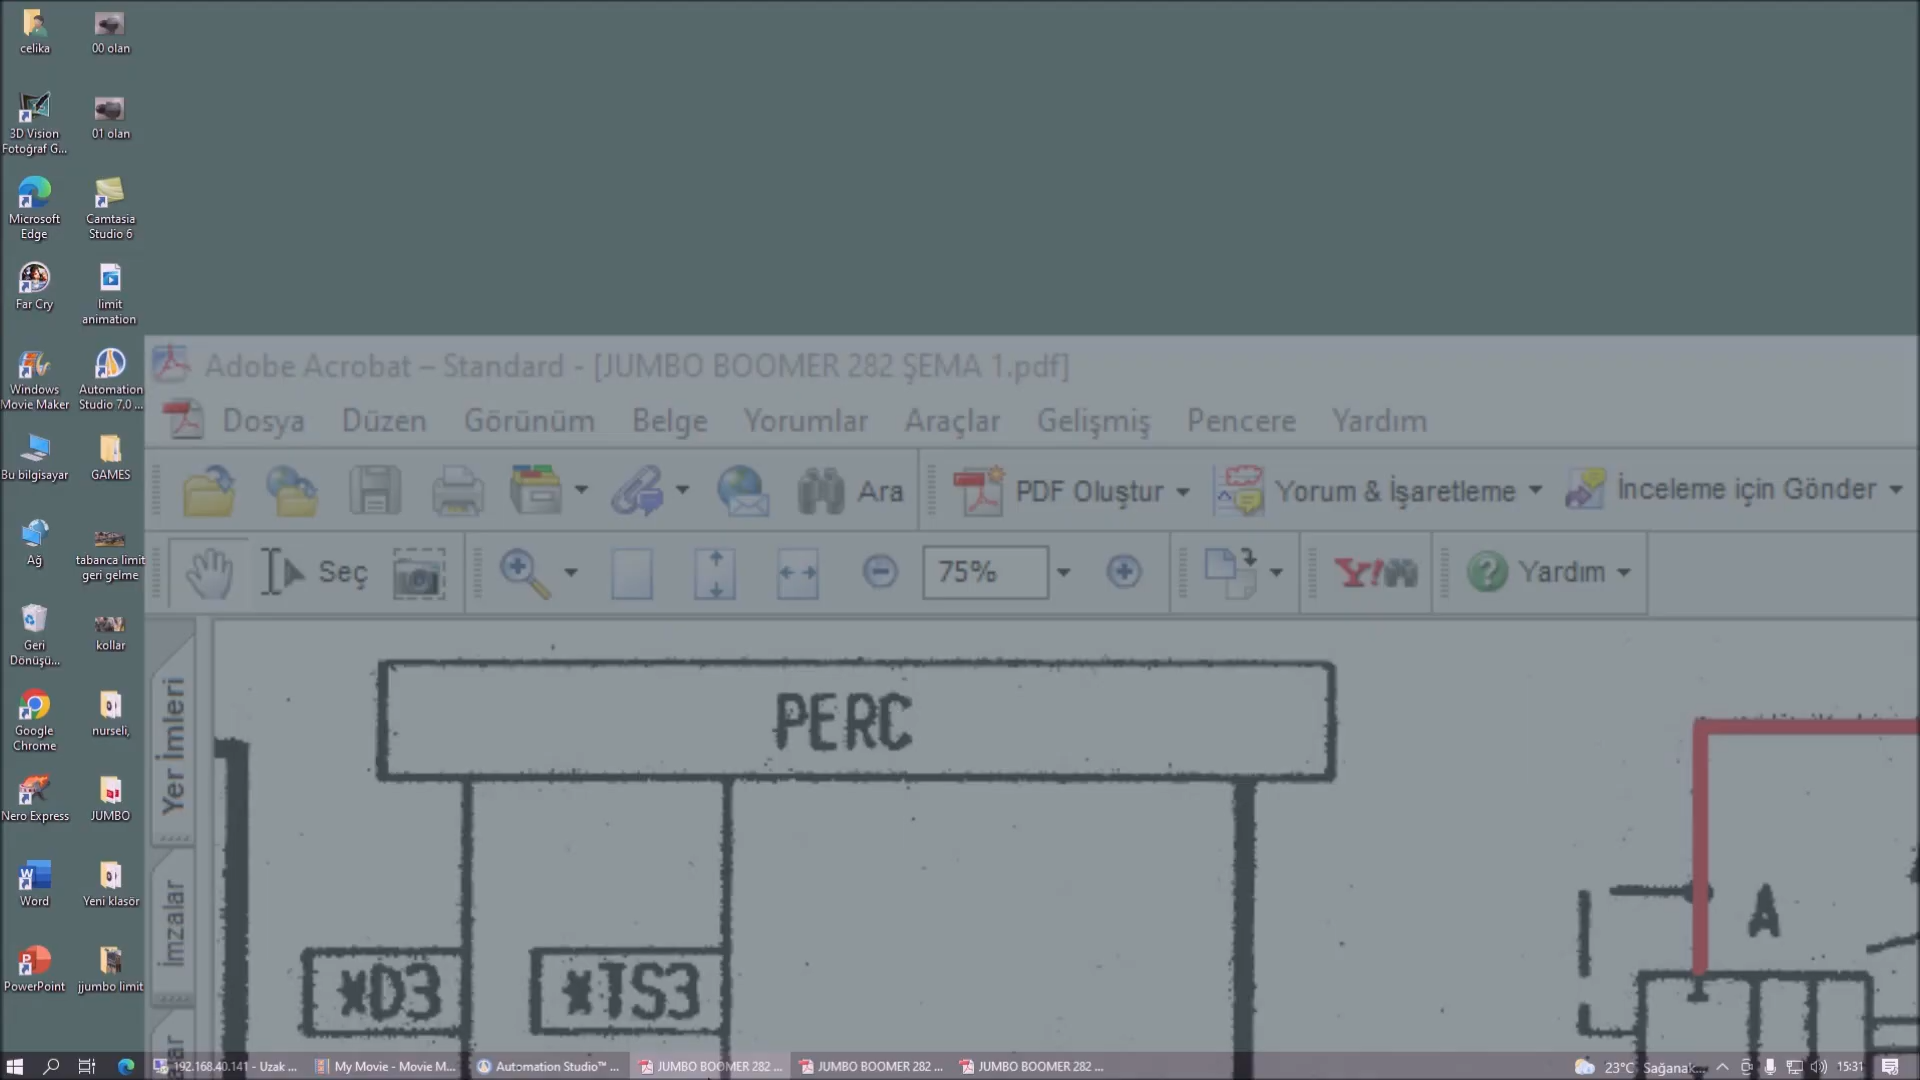 celika
00 olan
3D Vision
Fotoğraf G...
01 olan
Microsoft
Edge
Camtasia
Studio 6
Far Cry
limit
animation
Windows
Movie Maker
Automation
Studio 7.0 ...
Bu bilgisayar
GAMES
Ağ
tabanca limit
geri gelme
Geri
Dönüşü...
kollar
Google
Chrome
nurseli,
Nero Express
JUMBO
Word
Yeni klasör
PowerPoint
jjumbo limit
Adobe Acrobat – Standard - [JUMBO BOOMER 282 ŞEMA 1.pdf]
Dosya Düzen Görünüm Belge Yorumlar Araçlar Gelişmiş Pencere Yardım
Ara PDF Oluştur Yorum & İşaretleme İnceleme için Gönder
Seç 75% Y! Yardım
Yer İmleri
İmzalar
PERC
A
*D3 *TS3
192.168.40.141 - Uzak ... My Movie - Movie M... Automation Studio™ ... JUMBO BOOMER 282 ... JUMBO BOOMER 282 ... JUMBO BOOMER 282 ... 23°C Sağanak... 15:31